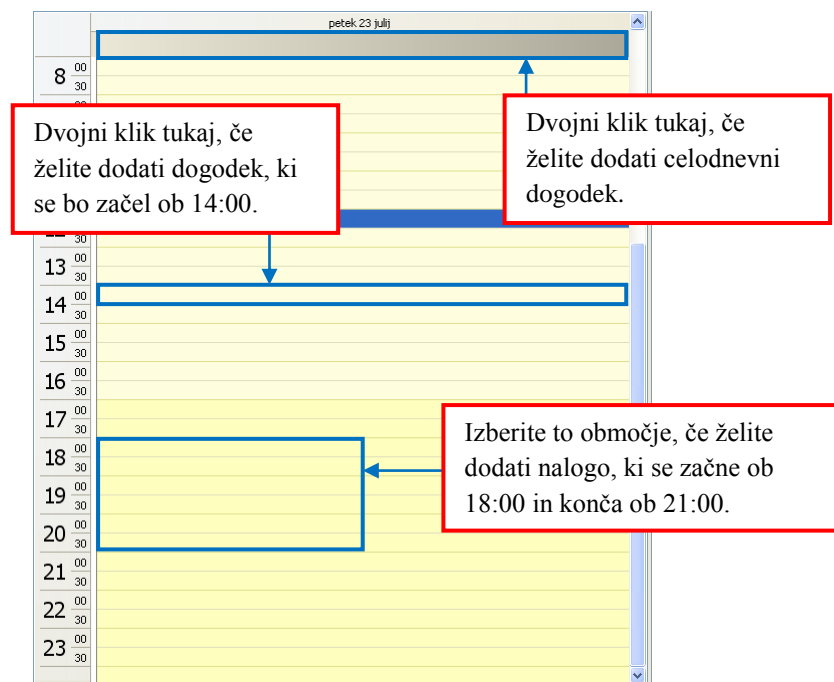 petek 23 julij
8 00
30
Dvojni klik tukaj, če
želite dodati dogodek, ki
se bo začel ob 14:00.
Dvojni klik tukaj, če
želite dodati celodnevni
dogodek.
30
13 00
30
14 00
30
15 00
30
16 00
30
17 00
30
18 00
30
19 00
30
20 00
30
21 00
30
22 00
30
23 00
30
Izberite to območje, če želite
dodati nalogo, ki se začne ob
18:00 in konča ob 21:00.